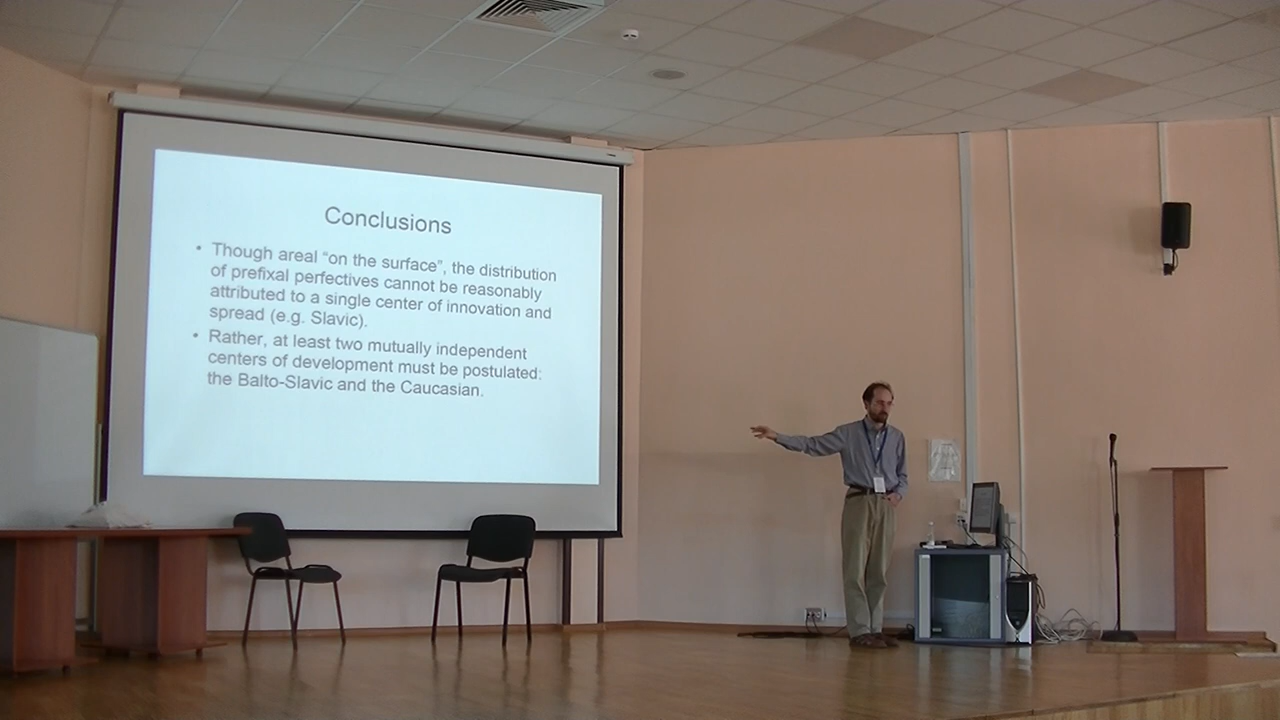 Conclusions
• Though areal “on the surface”, the distribution
of prefixal perfectives cannot be reasonably
attributed to a single center of innovation and
spread (e.g. Slavic).
• Rather, at least two mutually independent
centers of development must be postulated:
the Balto-Slavic and the Caucasian.